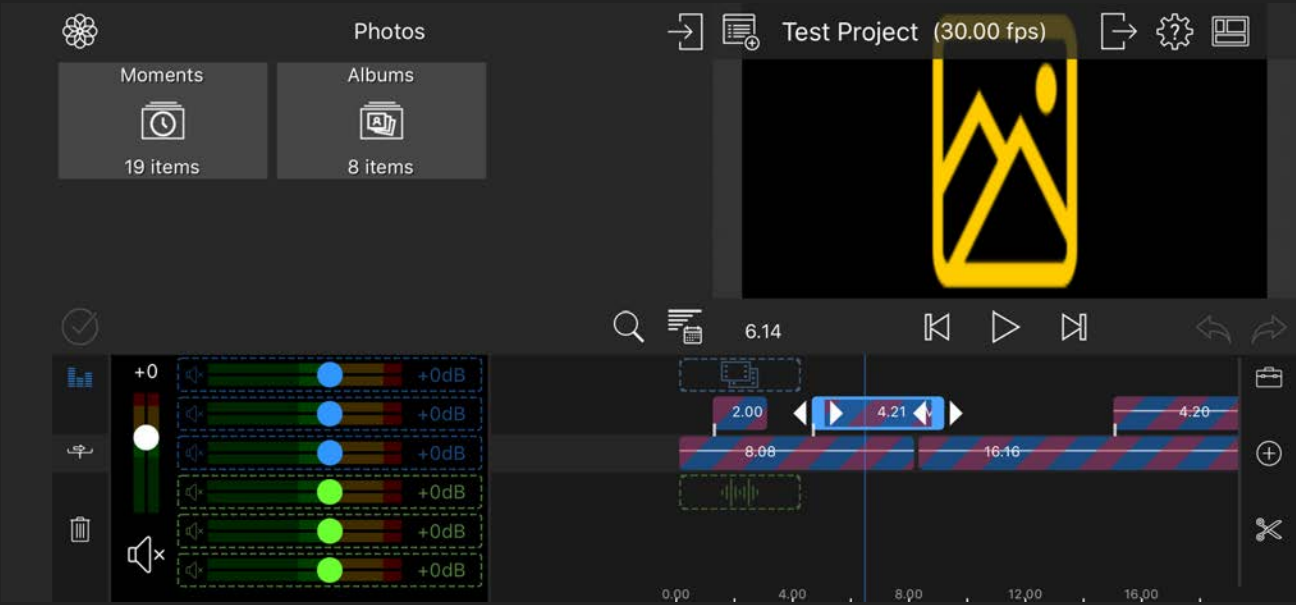 Photos
Test Project (30.00 fps)
Moments
Albums
19 items
8 items
6.14
+0
+0dB
+0dB
+0dB
+0dB
+0dB
+0dB
2.00
4.21
4.20
8.08
16.16
0.00
4.00
8.00
12.00
16.00